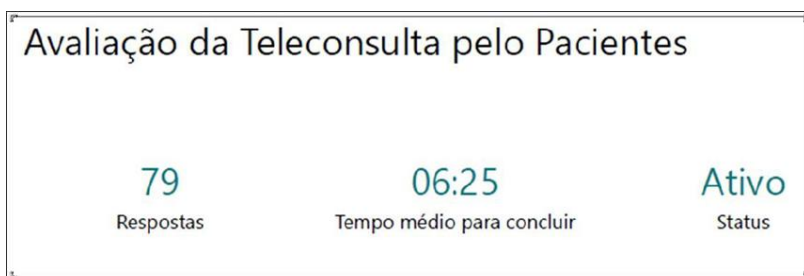 Avaliação da Teleconsulta pelo Pacientes
79 06:25 Ativo
Respostas Tempo médio para concluir Status